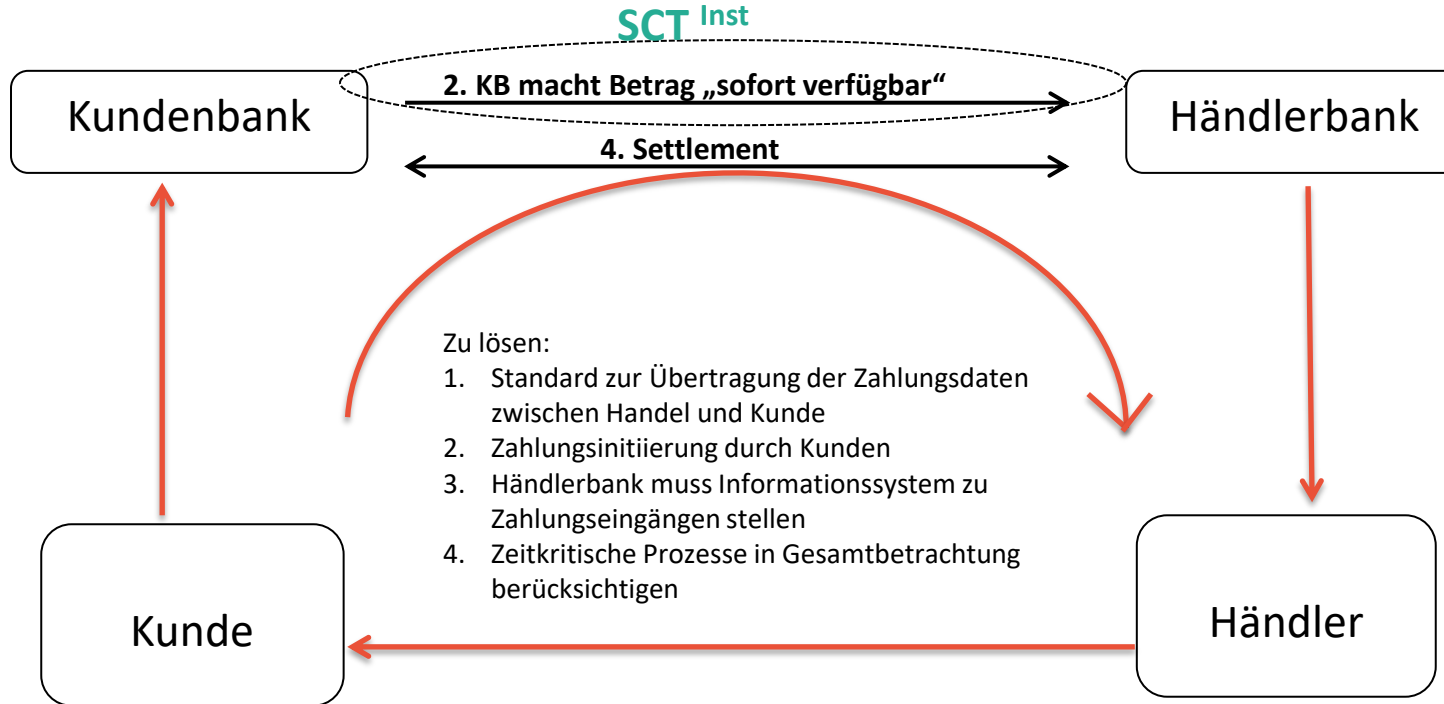 SCT Inst
2. KB macht Betrag „sofort verfügbar“
Kundenbank
Händlerbank
4. Settlement
Zu lösen:
1. Standard zur Übertragung der Zahlungsdaten
zwischen Handel und Kunde
2. Zahlungsinitiierung durch Kunden
3. Händlerbank muss Informationssystem zu
Zahlungseingängen stellen
4. Zeitkritische Prozesse in Gesamtbetrachtung
berücksichtigen
Kunde
Händler